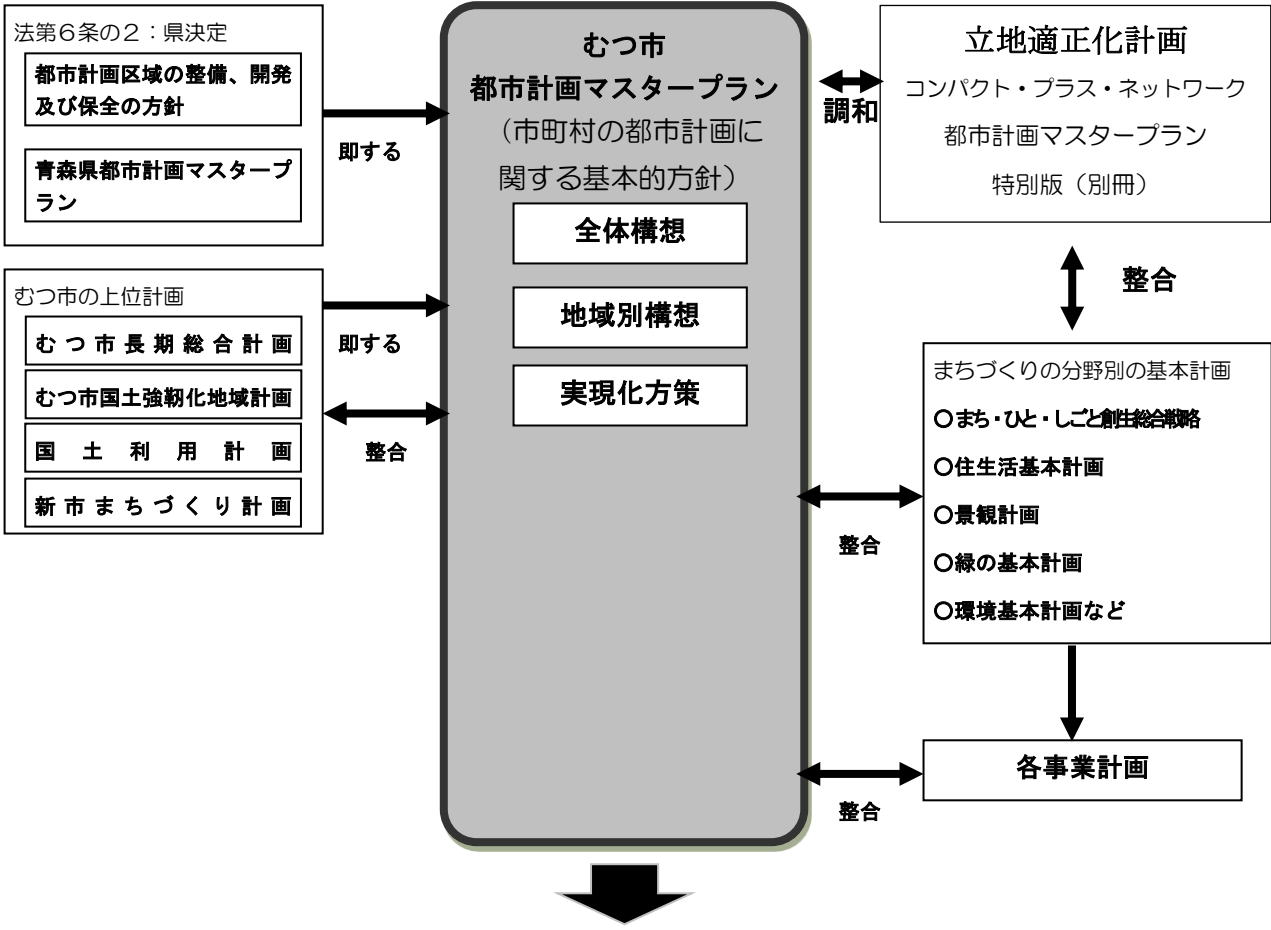 法第6条の2：県決定
都市計画区域の整備、開発
及び保全の方針
青森県都市計画マスタープ
ラン
即する
むつ市の上位計画
むつ市長期総合計画
むつ市国土強靭化地域計画
国土利用計画
新市まちづくり計画
即する
整合
むつ市
都市計画マスタープラン
（市町村の都市計画に
関する基本的方針）
全体構想
地域別構想
実現化方策
調和
立地適正化計画
コンパクト・プラス・ネットワーク
都市計画マスタープラン
特別版（別冊）
整合
まちづくりの分野別の基本計画
○まち・ひと・しごと創生総合戦略
○住生活基本計画
○景観計画
○緑の基本計画
○環境基本計画など
整合
各事業計画
整合